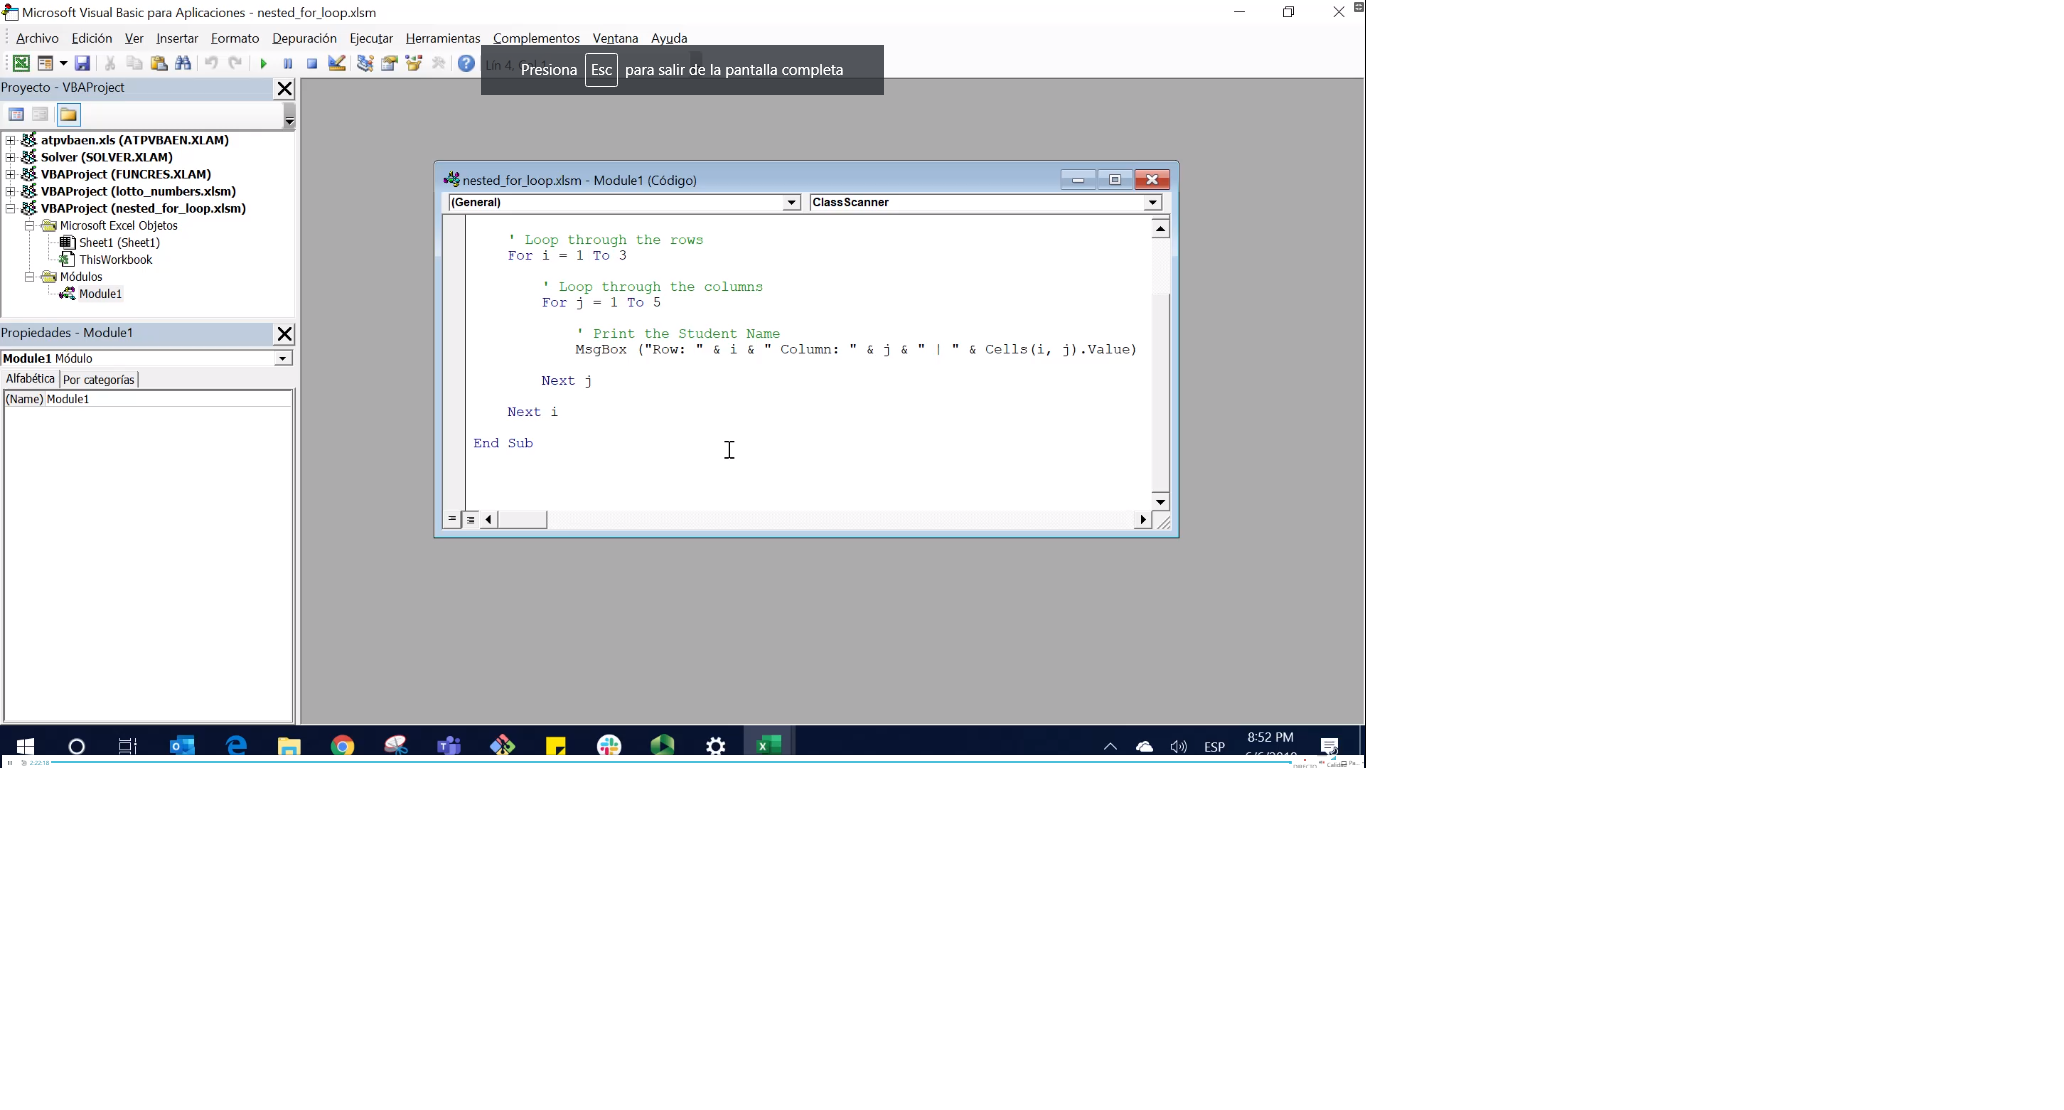 Microsoft Visual Basic para Aplicaciones - nested_for_loop.xlsm
Archivo Edición Ver Insertar Formato Depuración Ejecutar Herramientas Complementos Ventana Ayuda
Presiona Esc para salir de la pantalla completa
Proyecto - VBAProject
atpvbaen.xls (ATPVBAEN.XLAM)
Solver (SOLVER.XLAM)
VBAProject (FUNCRES.XLAM)
VBAProject (lotto_numbers.xlsm)
VBAProject (nested_for_loop.xlsm)
Microsoft Excel Objetos
Sheet1 (Sheet1)
ThisWorkbook
Módulos
Module1
Propiedades - Module1
Module1 Módulo
Alfabética Por categorías
(Name) Module1
nested_for_loop.xlsm - Module1 (Código)
(General) ClassScanner
' Loop through the rows
For i = 1 To 3
' Loop through the columns
For j = 1 To 5
' Print the Student Name
MsgBox ("Row: " & i & " Column: " & j & " | " & Cells(i, j).Value)
Next j
Next i
End Sub
ESP
8:52 PM
2:22:18